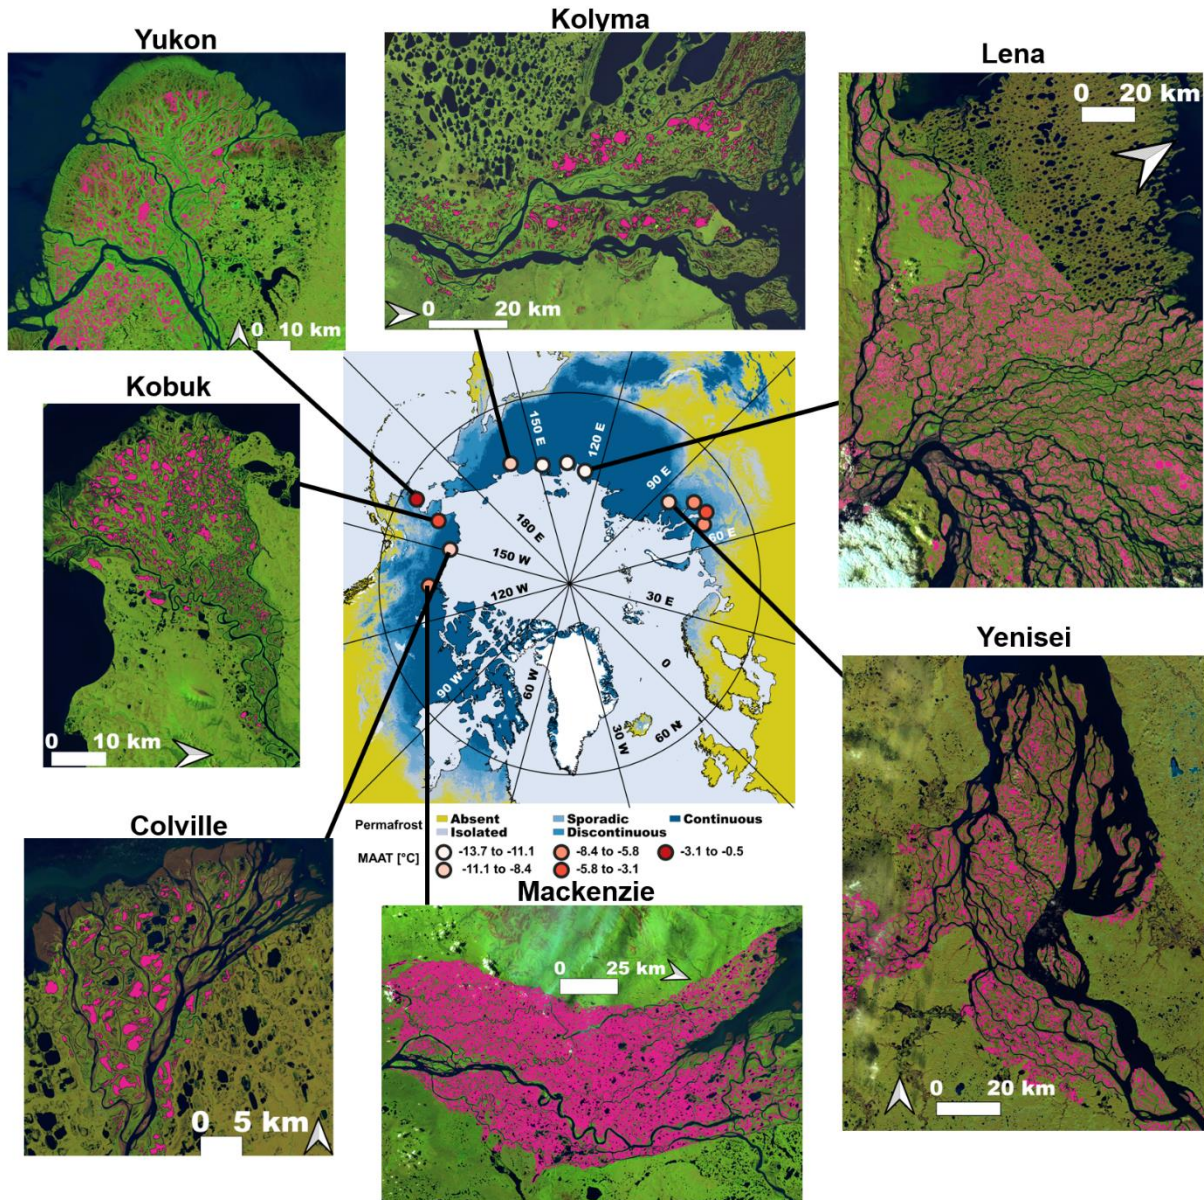 Yukon
0 10 km
Kolyma
0 20 km
Lena
0 20 km
Kobuk
0 10 km
150 E
120 E
90 E
60 E
180 E
150 W
120 W
30 E
90 W
60 W
0
30 W
60 N
Permafrost Absent Sporadic Continuous
Isolated Discontinuous
MAAT [°C] -13.7 to -11.1 -8.4 to -5.8 -3.1 to -0.5
-11.1 to -8.4 -5.8 to -3.1
Colville
0 5 km
Mackenzie
0 25 km
Yenisei
0 20 km